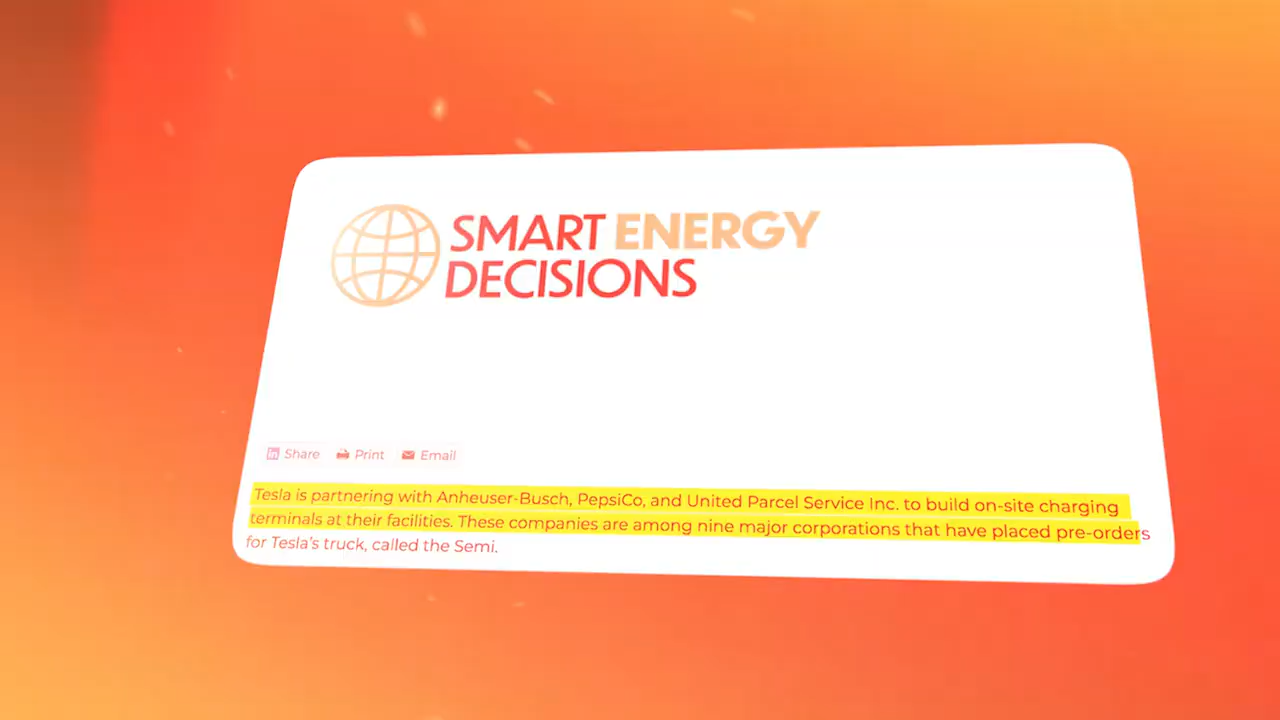 SMART ENERGY
DECISIONS
in Share Print Email
Tesla is partnering with Anheuser-Busch, PepsiCo, and United Parcel Service Inc. to build on-site charging
terminals at their facilities. These companies are among nine major corporations that have placed pre-orders
for Tesla's truck, called the Semi.